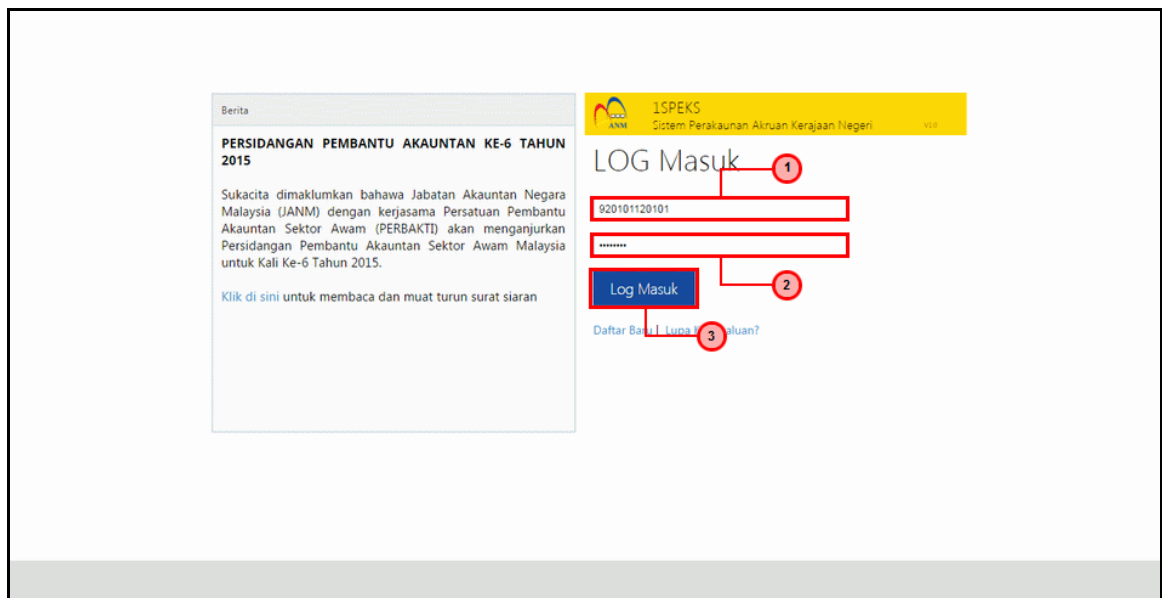 Berita
PERSIDANGAN PEMBANTU AKAUNTAN KE-6 TAHUN
2015
Sukacita dimaklumkan bahawa Jabatan Akauntan Negara
Malaysia (JANM) dengan kerjasama Persatuan Pembantu
Akauntan Sektor Awam (PERBAKTI) akan menganjurkan
Persidangan Pembantu Akauntan Sektor Awam Malaysia
untuk Kali Ke-6 Tahun 2015.
Klik di sini untuk membaca dan muat turun surat siaran
ANM
1SPEKS
Sistem Perakaunan Akruan Kerajaan Negeri
V1.0
LOG Masuk
1
920101120101
••••••••
2
Log Masuk
Daftar | Lupa
3